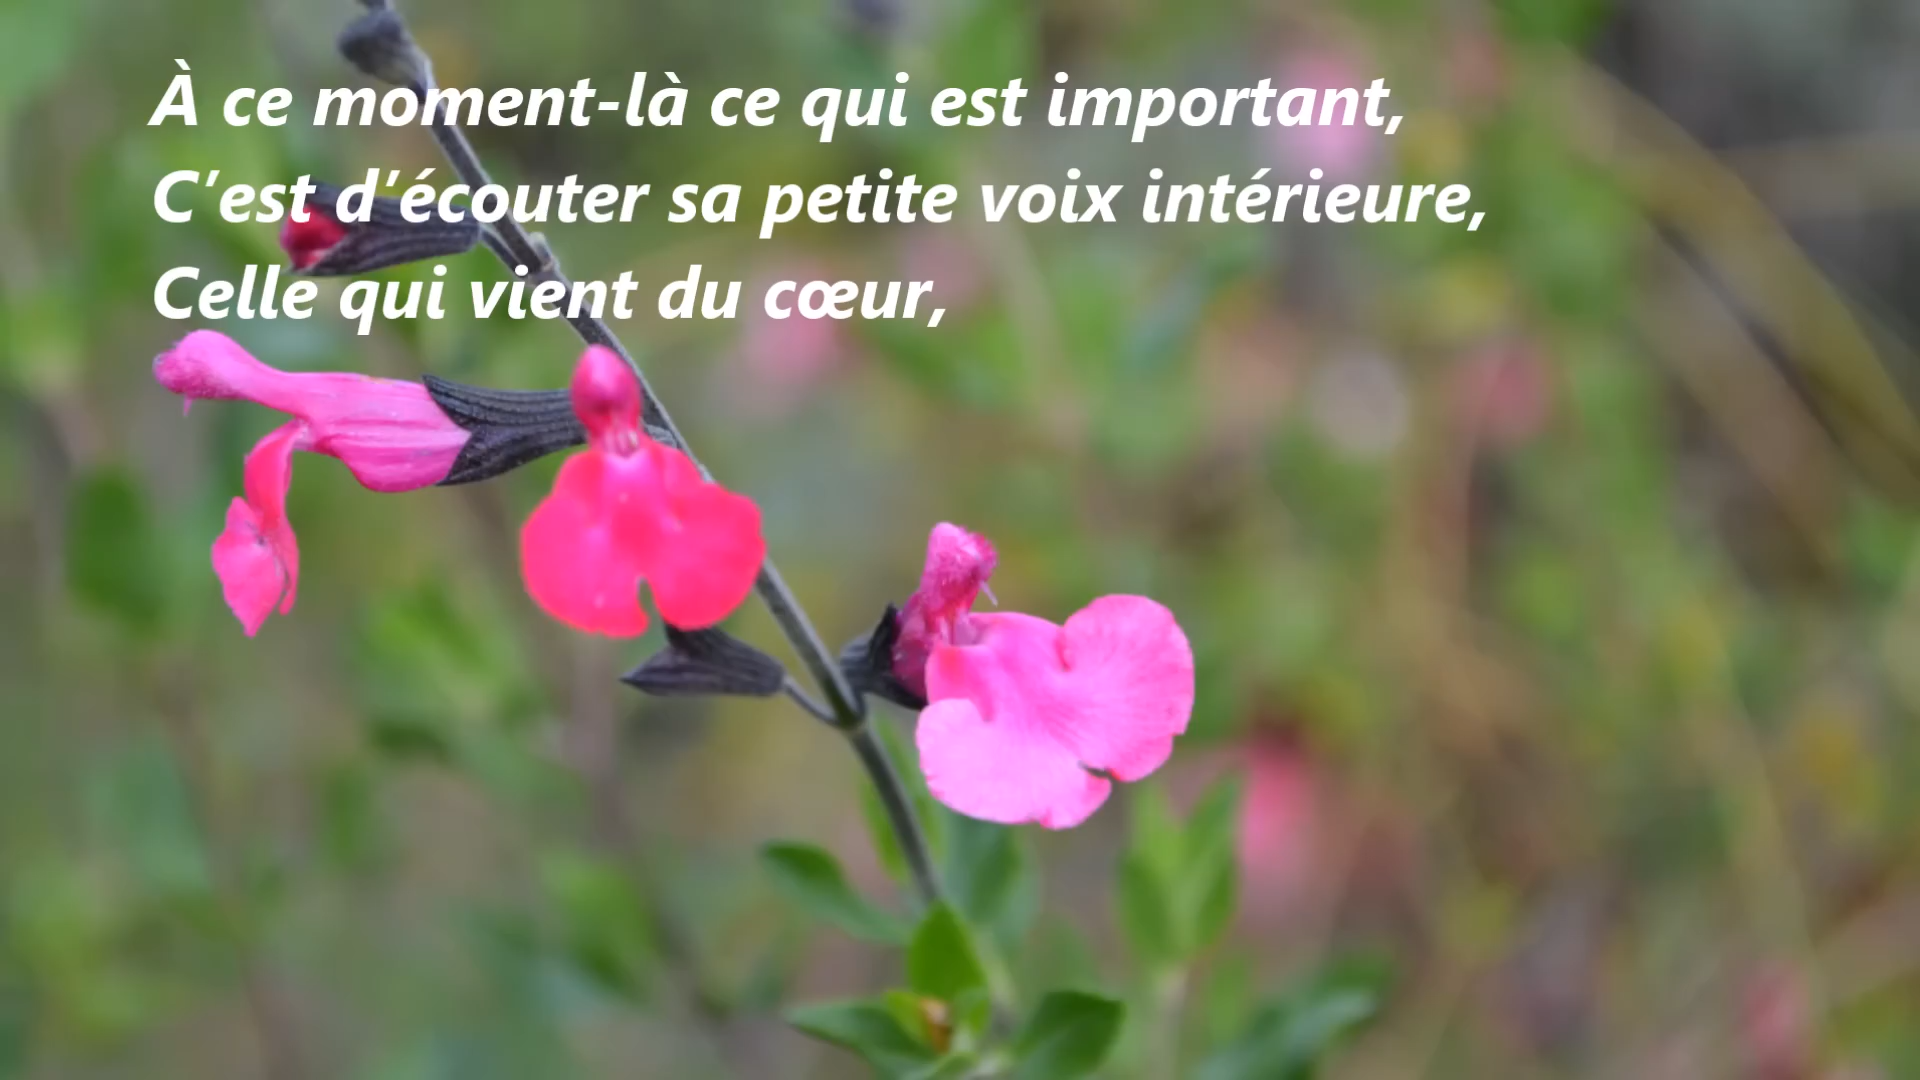 À ce moment-là ce qui est important,
C’est d’écouter sa petite voix intérieure,
Celle qui vient du cœur,